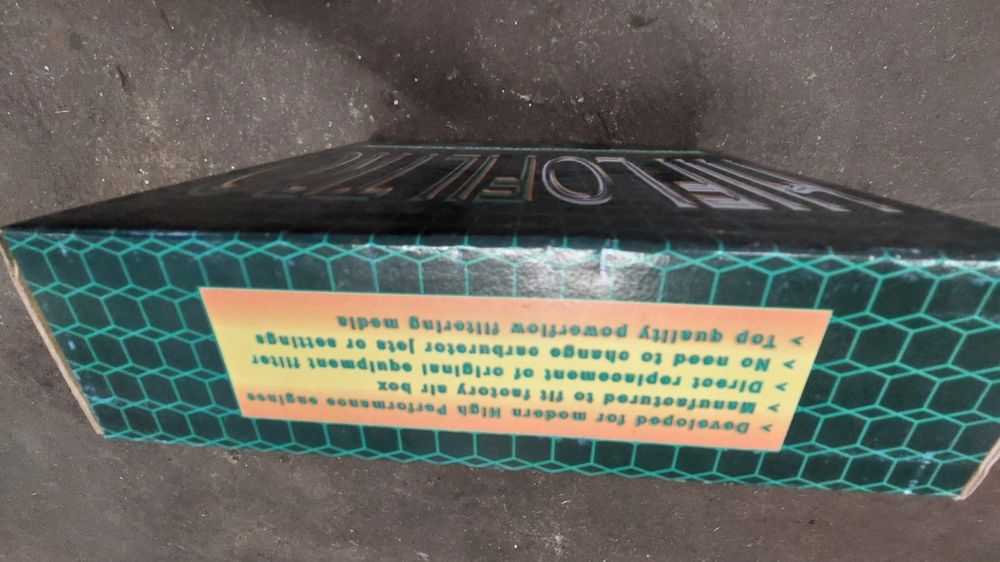 HIFLOFILTRO
> Developed for modern High Performance engines
> Manufactured to fit factory air box
> Direct replacement of original equipment filter
> No need to change carburetor jets or settings
> Top quality powerflow filtering media